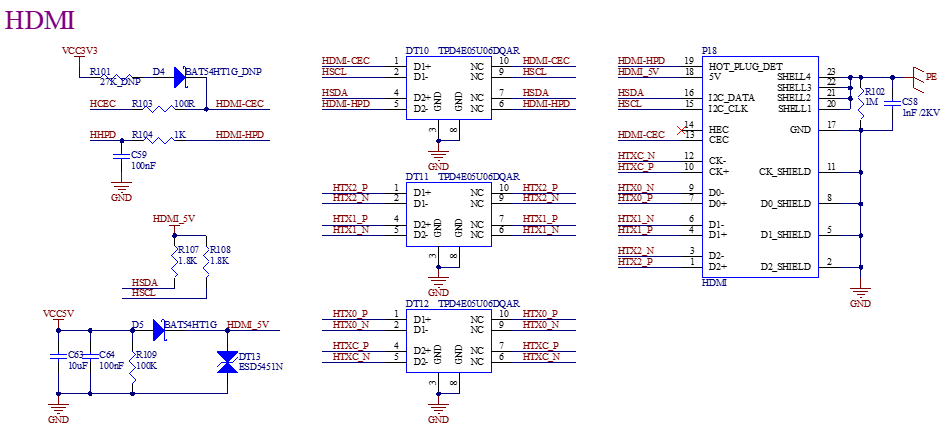 HDMI
VCC3V3
R101
27K_DNP
D4
BAT54HT1G_DNP
HCEC
R103
100R
HDMI-CEC
HHPD
R104
1K
HDMI-HPD
C59
100nF
GND
HDMI_5V
R107
1.8K
R108
1.8K
HSDA
HSCL
VCC5V
D5
BAT54HT1G
HDMI_5V
C63
10uF
C64
100nF
R109
100K
DT13
ESD5451N
GND
DT10 TPD4E05U06DQAR
HDMI-CEC 1 D1+ NC 10 HDMI-CEC
HSCL 2 D1- NC 9 HSCL
HSDA 4 D2+ NC 7 HSDA
HDMI-HPD 5 D2- NC 6 HDMI-HPD
GND GND
3 8
GND
DT11 TPD4E05U06DQAR
HTX2_P 1 D1+ NC 10 HTX2_P
HTX2_N 2 D1- NC 9 HTX2_N
HTX1_P 4 D2+ NC 7 HTX1_P
HTX1_N 5 D2- NC 6 HTX1_N
GND GND
3 8
GND
DT12 TPD4E05U06DQAR
HTX0_P 1 D1+ NC 10 HTX0_P
HTX0_N 2 D1- NC 9 HTX0_N
HTXC_P 4 D2+ NC 7 HTXC_P
HTXC_N 5 D2- NC 6 HTXC_N
GND GND
3 8
GND
P18
HDMI-HPD 19 HOT_PLUG_DET
HDMI_5V 18 5V
HSDA 16 I2C_DATA
HSCL 15 I2C_CLK
14 HEC
HDMI-CEC 13 CEC
HTXC_N 12 CK-
HTXC_P 10 CK+
HTX0_N 9 D0-
HTX0_P 7 D0+
HTX1_N 6 D1-
HTX1_P 4 D1+
HTX2_N 3 D2-
HTX2_P 1 D2+
SHELL4 23
SHELL3 22
SHELL2 21
SHELL1 20
GND 17
CK_SHIELD 11
D0_SHIELD 8
D1_SHIELD 5
D2_SHIELD 2
HDMI
PE
R102
1M
C58
1nF/2KV
GND